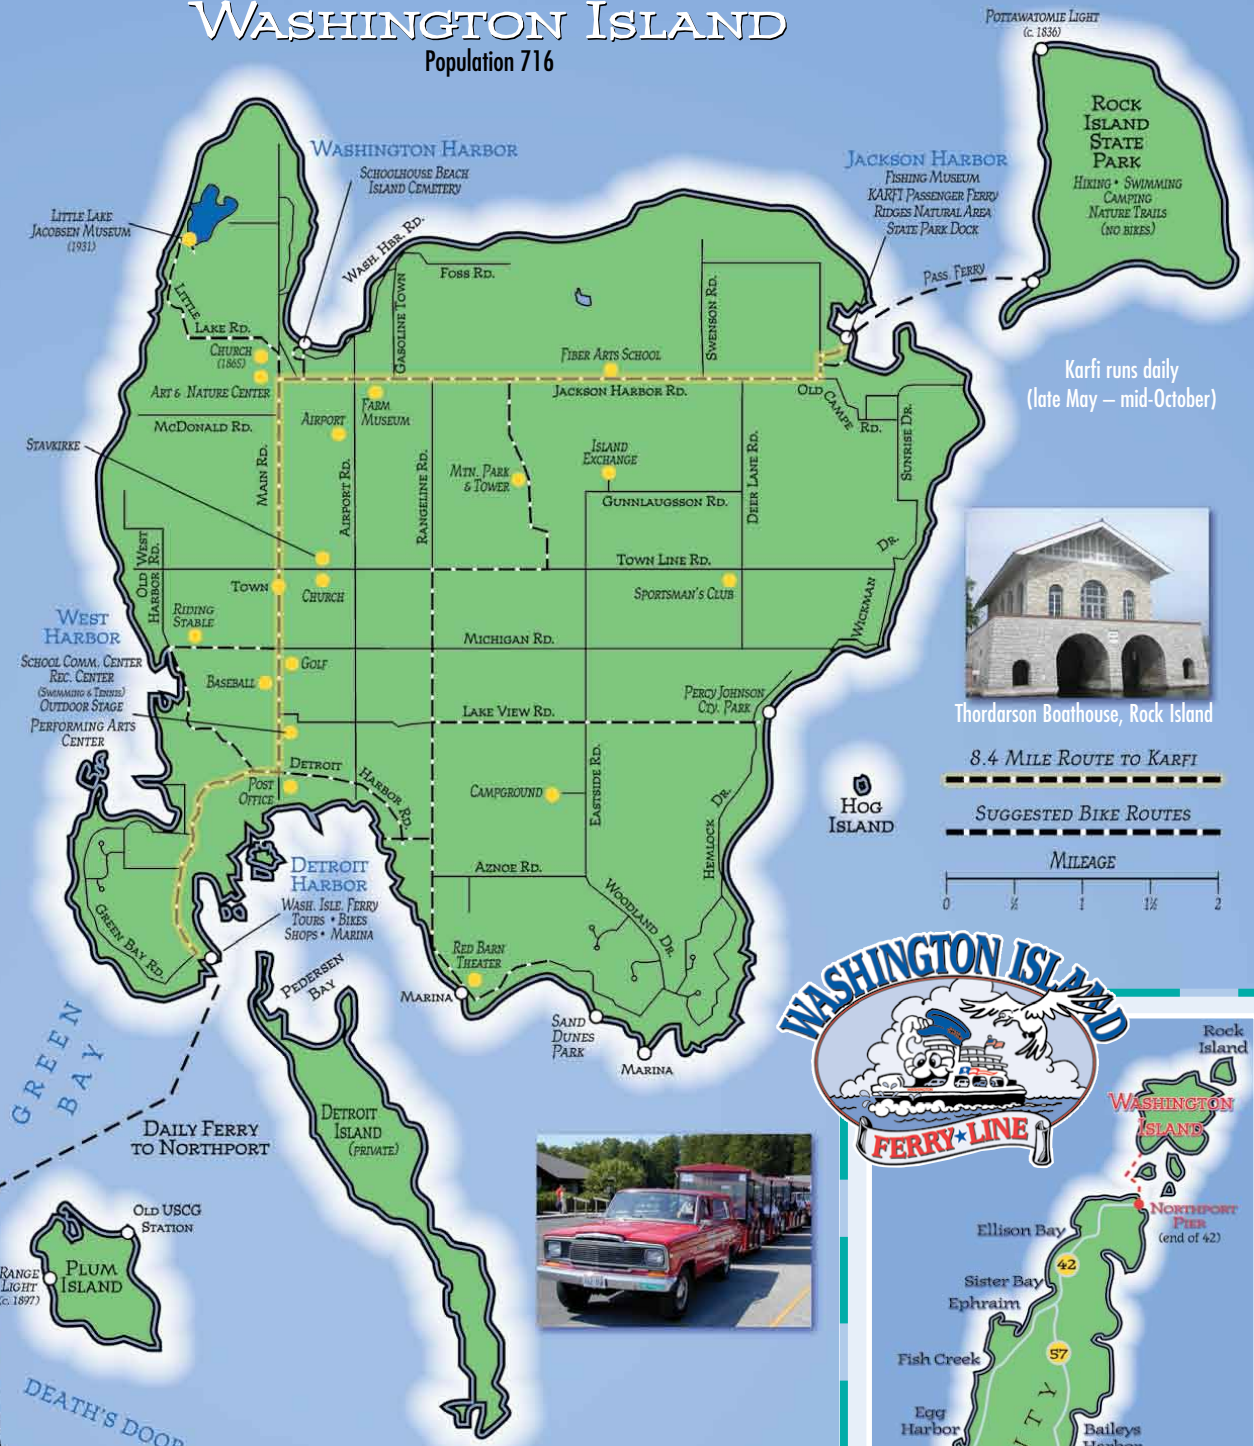 WASHINGTON ISLAND
Population 716
POTTAWATOMIE LIGHT
(c. 1836)
ROCK
ISLAND
STATE
PARK
HIKING • SWIMMING
CAMPING
NATURE TRAILS
(NO BIKES)
WASHINGTON HARBOR
SCHOOLHOUSE BEACH
ISLAND CEMETERY
JACKSON HARBOR
FISHING MUSEUM
KARFI PASSENGER FERRY
RIDGES NATURAL AREA
STATE PARK DOCK
LITTLE LAKE
JACOBSEN MUSEUM
(1931)
WASH. HBR. RD.
FOSS RD.
PASS. FERRY
GASOLINE TOWN
SWENSON RD.
LITTLE
LAKE RD.
CHURCH
(1865)
FIBER ARTS SCHOOL
Karfi runs daily
(late May – mid-October)
ART & NATURE CENTER
JACKSON HARBOR RD.
OLD CAMPE
RD.
FARM
MUSEUM
AIRPORT
MCDONALD RD.
SUNRISE DR.
STAVKIRKE
MAIN RD.
AIRPORT RD.
RANGELINE RD.
MTN. PARK
& TOWER
ISLAND
EXCHANGE
DEER LANE RD.
GUNNLAUGSSON RD.
OLD WEST
HARBOR RD.
TOWN LINE RD.
DR.
WICKMAN
TOWN
CHURCH
SPORTSMAN'S CLUB
WEST
HARBOR
RIDING
STABLE
MICHIGAN RD.
SCHOOL COMM. CENTER
REC. CENTER
(SWIMMING & TENNIS)
OUTDOOR STAGE
PERFORMING ARTS
CENTER
GOLF
BASEBALL
PERCY JOHNSON
CTY. PARK
LAKE VIEW RD.
Thordarson Boathouse, Rock Island
8.4 MILE ROUTE TO KARFI
SUGGESTED BIKE ROUTES
MILEAGE
0 ½ 1 1½ 2
DETROIT
HARBOR RD.
POST
OFFICE
CAMPGROUND
EASTSIDE RD.
HEMLOCK DR.
HOG
ISLAND
AZNOE RD.
WOODLAND DR.
DETROIT
HARBOR
WASH. ISLE. FERRY
TOURS • BIKES
SHOPS • MARINA
GREEN BAY RD.
RED BARN
THEATER
PEDERSEN
BAY
MARINA
SAND
DUNES
PARK
MARINA
GREEN
BAY
DAILY FERRY
TO NORTHPORT
DETROIT
ISLAND
(PRIVATE)
OLD USCG
STATION
RANGE
LIGHT
(c. 1897)
PLUM
ISLAND
DEATH'S DOOR
WASHINGTON ISLAND
FERRY★LINE
Rock
Island
WASHINGTON
ISLAND
NORTHPORT
PIER
(end of 42)
Ellison Bay
42
Sister Bay
Ephraim
57
Fish Creek
Egg
Harbor
Baileys
Harbor